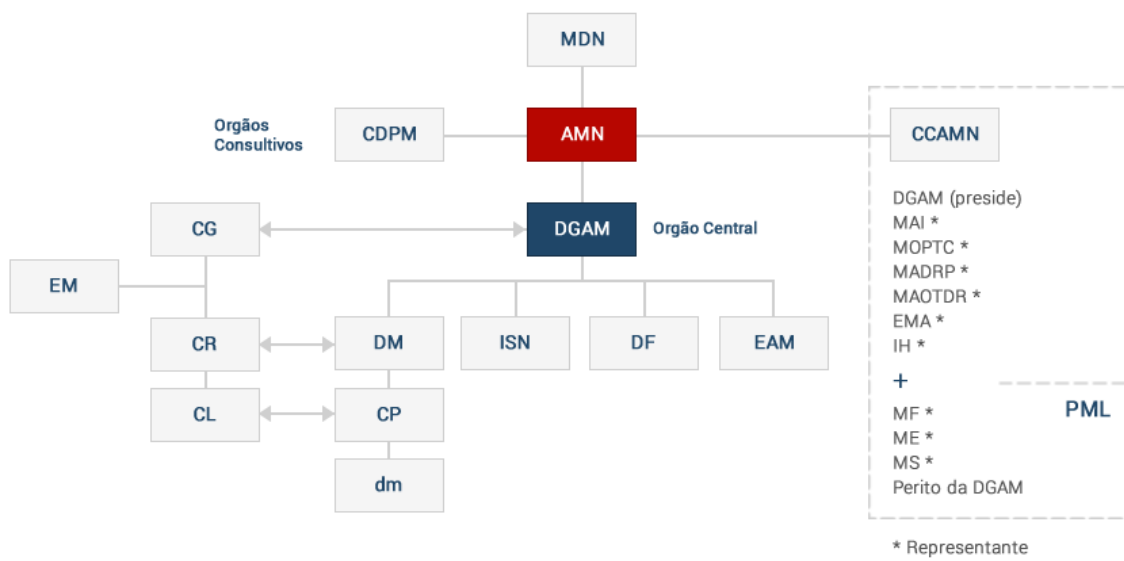 MDN
Orgãos
Consultivos
CDPM
AMN
CCAMN
CG
DGAM
Orgão Central
EM
CR
DM
ISN
DF
EAM
CL
CP
dm
DGAM (preside)
MAI *
MOPTC *
MADRP *
MAOTDR *
EMA *
IH *
+
PML
MF *
ME *
MS *
Perito da DGAM
* Representante